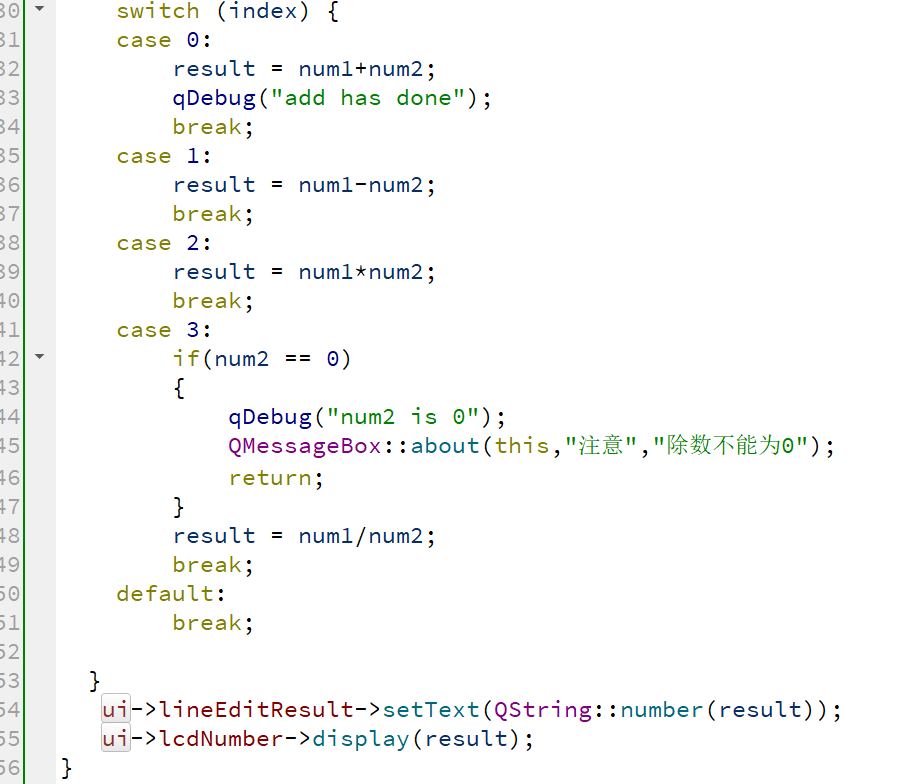 30 switch (index) {
31 case 0:
32 result = num1+num2;
33 qDebug("add has done");
34 break;
35 case 1:
36 result = num1-num2;
37 break;
38 case 2:
39 result = num1*num2;
40 break;
41 case 3:
42 if(num2 == 0)
43 {
44 qDebug("num2 is 0");
45 QMessageBox::about(this,"注意","除数不能为0");
46 return;
47 }
48 result = num1/num2;
49 break;
50 default:
51 break;
52
53 }
54 ui->lineEditResult->setText(QString::number(result));
55 ui->lcdNumber->display(result);
56 }